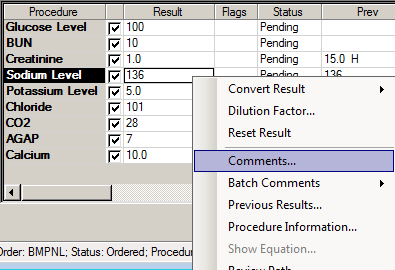 Procedure Result Flags Status Prev
Glucose Level 100 Pending
BUN 10 Pending
Creatinine 1.0 Pending 15.0 H
Sodium Level 136 Pending 136
Potassium Level 5.0
Chloride 101
CO2 28
AGAP 7
Calcium 10.0
Convert Result
Dilution Factor...
Reset Result
Comments...
Batch Comments
Previous Results...
Procedure Information...
Show Equation...
Review Path
Order: BMPNL; Status: Ordered; Procedur